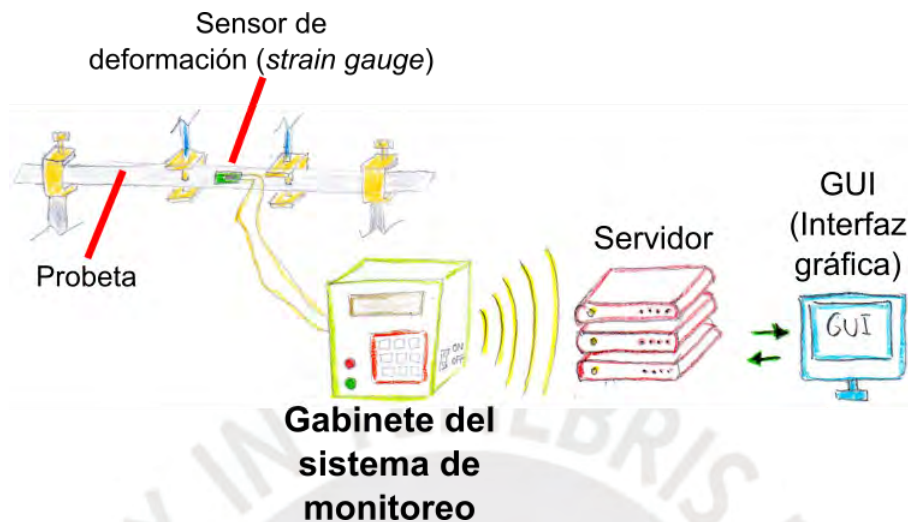 Sensor de
deformación (strain gauge)
Probeta
Servidor
GUI
(Interfaz
gráfica)
GUI
ON
OFF
Gabinete del
sistema de
monitoreo